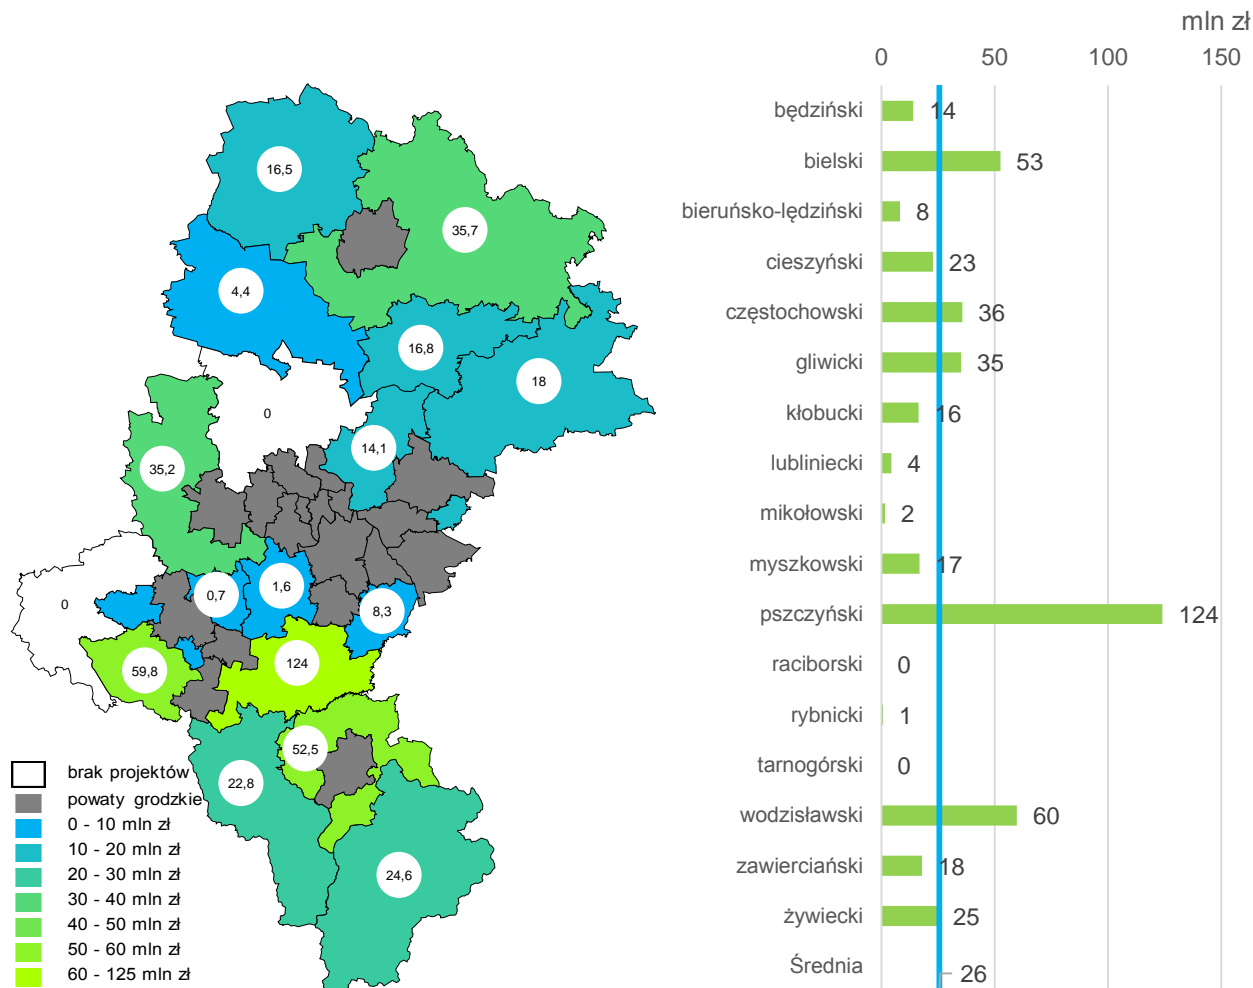 16,5
35,7
4,4
16,8
18
0
14,1
35,2
1,6
0,7
0
8,3
124
59,8
52,5
22,8
24,6
brak projektów
powaty grodzkie
0 - 10 mln zł
10 - 20 mln zł
20 - 30 mln zł
30 - 40 mln zł
40 - 50 mln zł
50 - 60 mln zł
60 - 125 mln zł
mln zł
0 50 100 150
będziński 14
bielski 53
bieruńsko-lędziński 8
cieszyński 23
częstochowski 36
gliwicki 35
kłobucki 16
lubliniecki 4
mikołowski 2
myszkowski 17
pszczyński 124
raciborski 0
rybnicki 1
tarnogórski 0
wodzisławski 60
zawierciański 18
żywiecki 25
Średnia 26